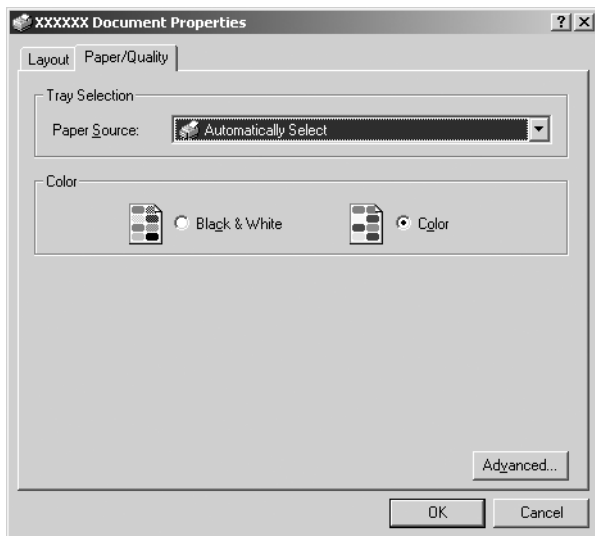 XXXXXX Document Properties
Layout Paper/Quality
Tray Selection
Paper Source: Automatically Select
Color
Black & White Color
Advanced...
OK Cancel